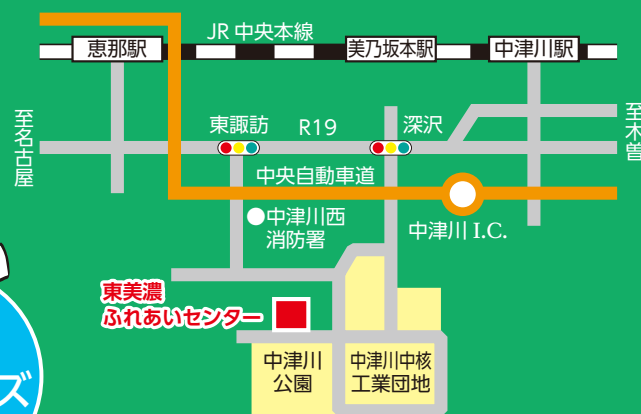 JR 中央本線
恵那駅
美乃坂本駅
中津川駅
至名古屋
東諏訪
R19
深沢
至木曽
中央自動車道
中津川西
消防署
中津川 I.C.
東美濃
ふれあいセンター
中津川
公園
中津川中核
工業団地
ズ